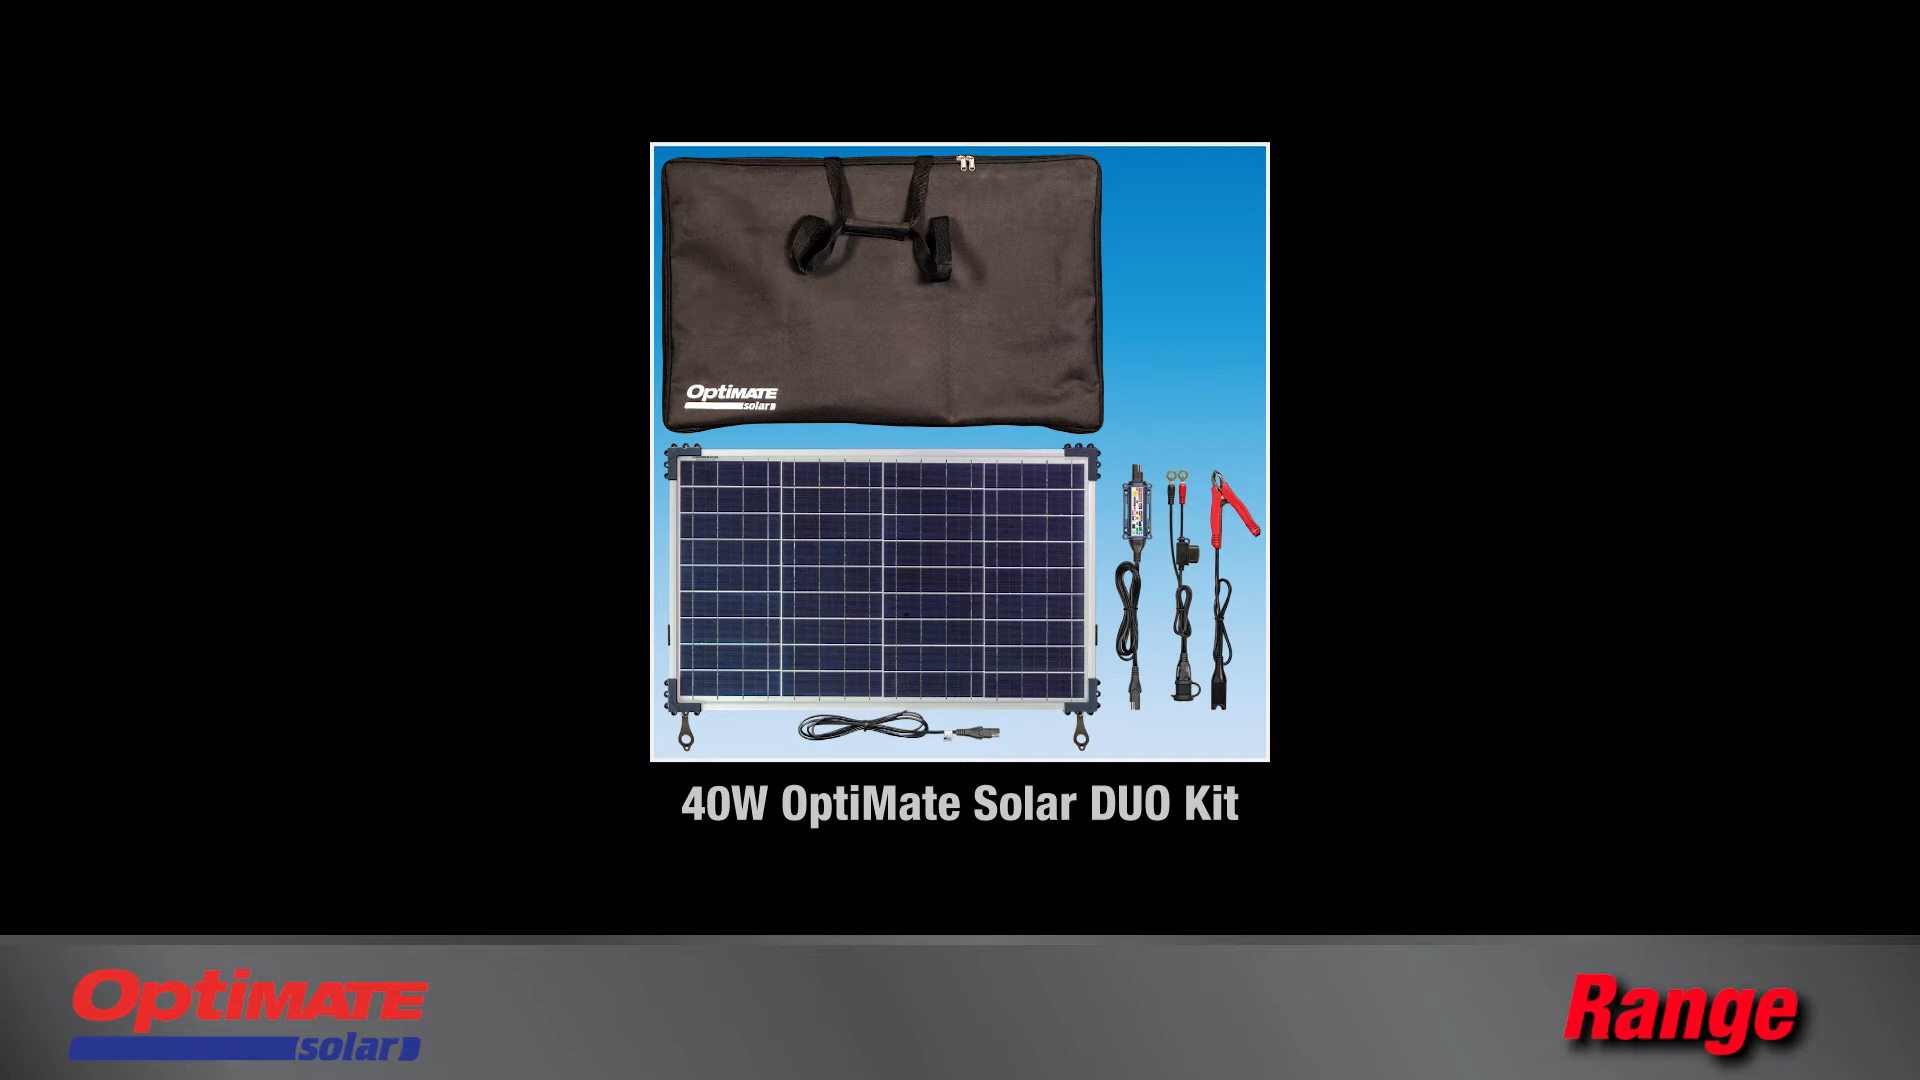 OptiMATE
solar
40W OptiMate Solar DUO Kit
OptiMATE
solar
Range